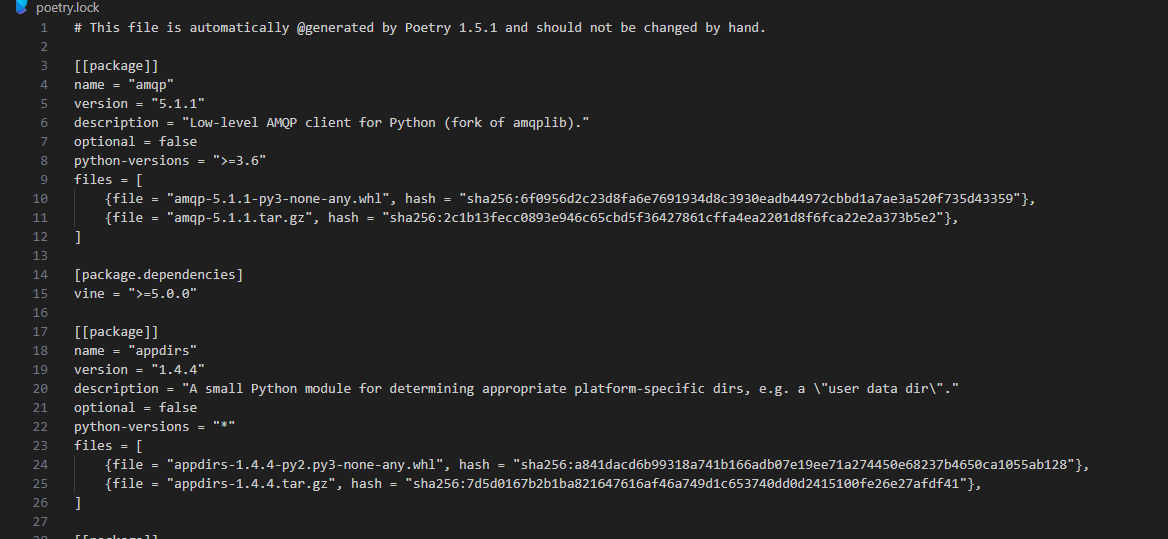 poetry.lock
1 # This file is automatically @generated by Poetry 1.5.1 and should not be changed by hand.
2
3 [[package]]
4 name = "amqp"
5 version = "5.1.1"
6 description = "Low-level AMQP client for Python (fork of amqplib)."
7 optional = false
8 python-versions = ">=3.6"
9 files = [
10     {file = "amqp-5.1.1-py3-none-any.whl", hash = "sha256:6f0956d2c23d8fa6e7691934d8c3930eadb44972cbbd1a7ae3a520f735d43359"},
11     {file = "amqp-5.1.1.tar.gz", hash = "sha256:2c1b13fecc0893e946c65cbd5f36427861cffa4ea2201d8f6fca22e2a373b5e2"},
12 ]
13
14 [package.dependencies]
15 vine = ">=5.0.0"
16
17 [[package]]
18 name = "appdirs"
19 version = "1.4.4"
20 description = "A small Python module for determining appropriate platform-specific dirs, e.g. a \"user data dir\"."
21 optional = false
22 python-versions = "*"
23 files = [
24     {file = "appdirs-1.4.4-py2.py3-none-any.whl", hash = "sha256:a841dacd6b99318a741b166adb07e19ee71a274450e68237b4650ca1055ab128"},
25     {file = "appdirs-1.4.4.tar.gz", hash = "sha256:7d5d0167b2b1ba821647616af46a749d1c653740dd0d2415100fe26e27afdf41"},
26 ]
27
28 [[package]]